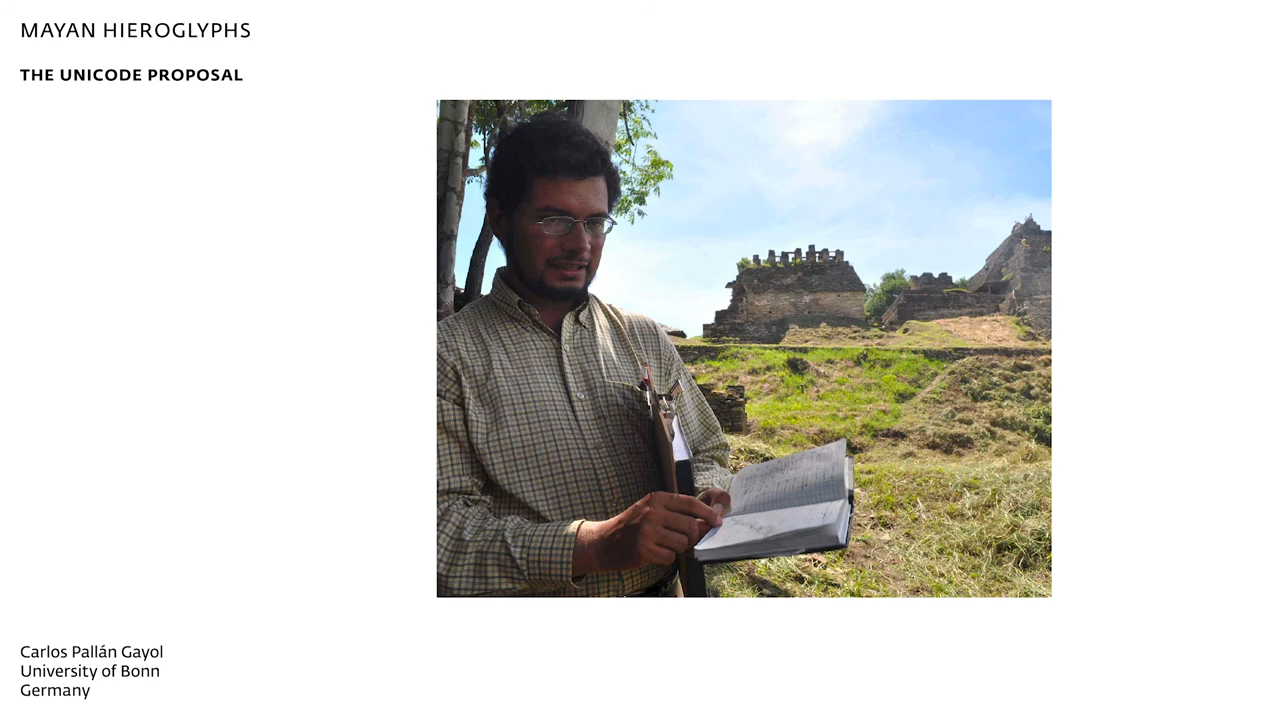 MAYAN HIEROGLYPHS
THE UNICODE PROPOSAL
Carlos Pallán Gayol
University of Bonn
Germany